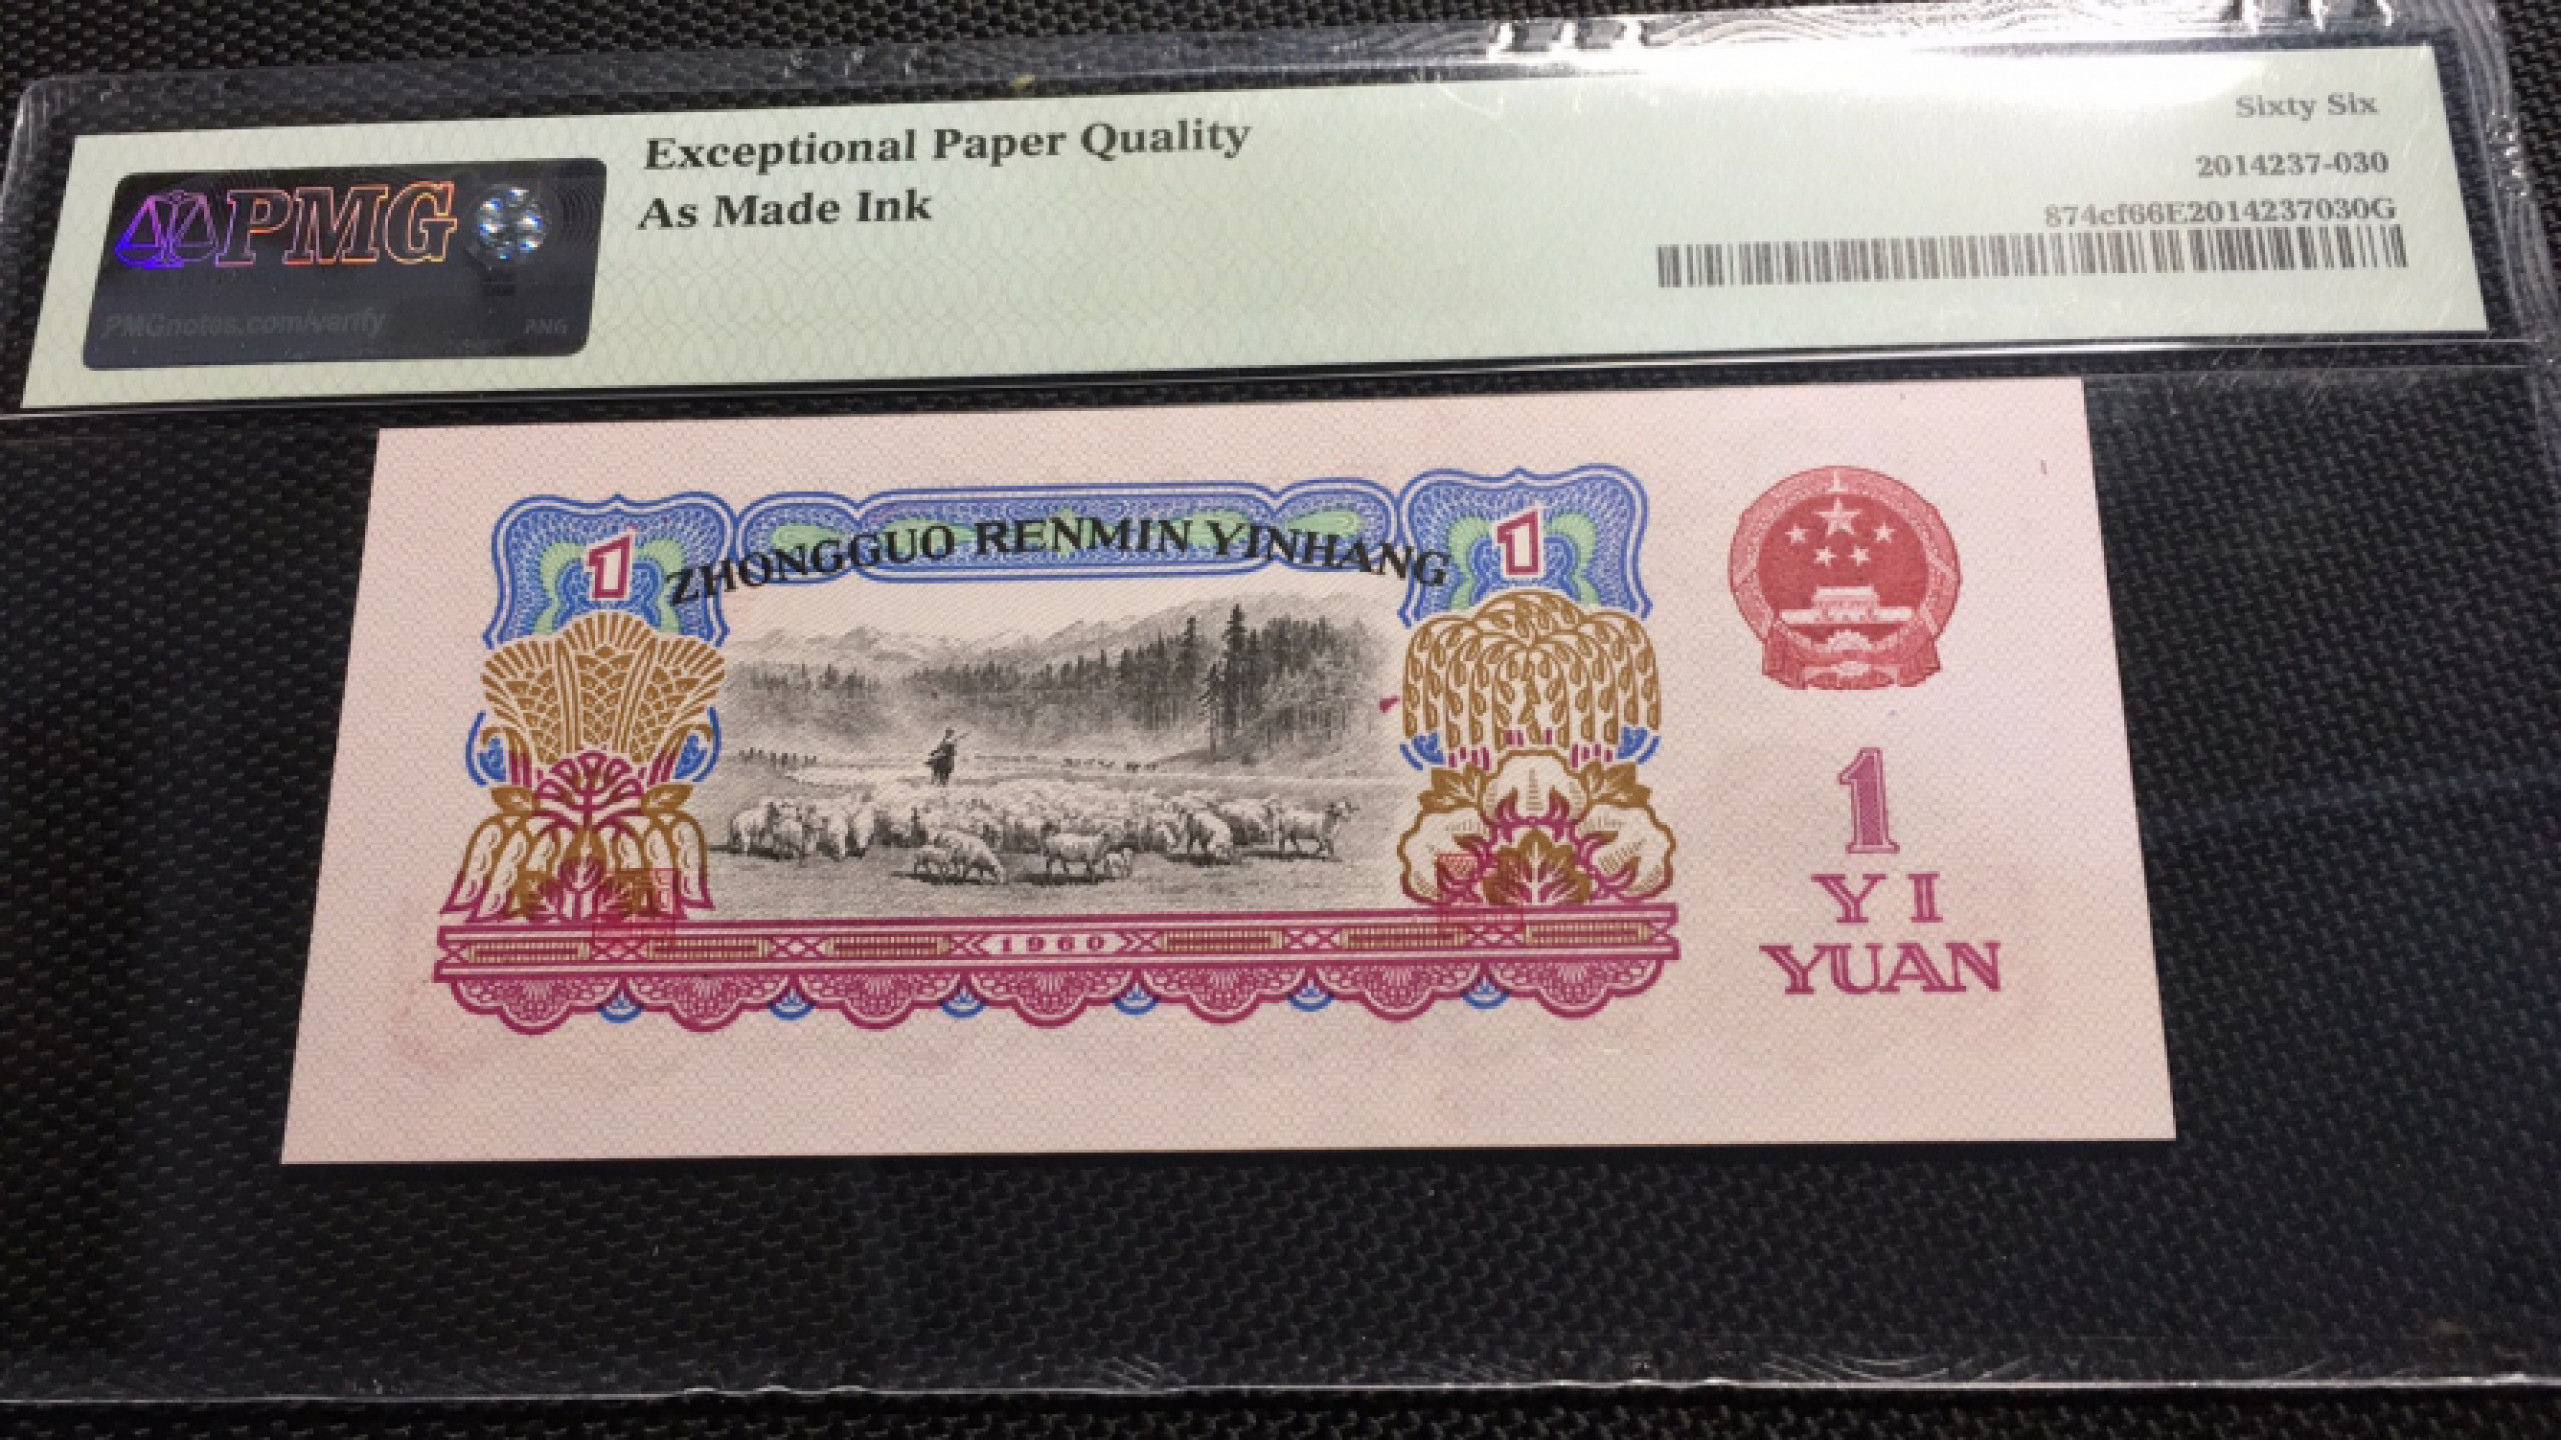 PMG
PMGnotes.com/verify
PNG
Exceptional Paper Quality
As Made Ink
Sixty Six
2014237-030
874cf66E2014237030G
1
ZHONGGUO RENMIN YINHANG
1
1960
1
YI
YUAN